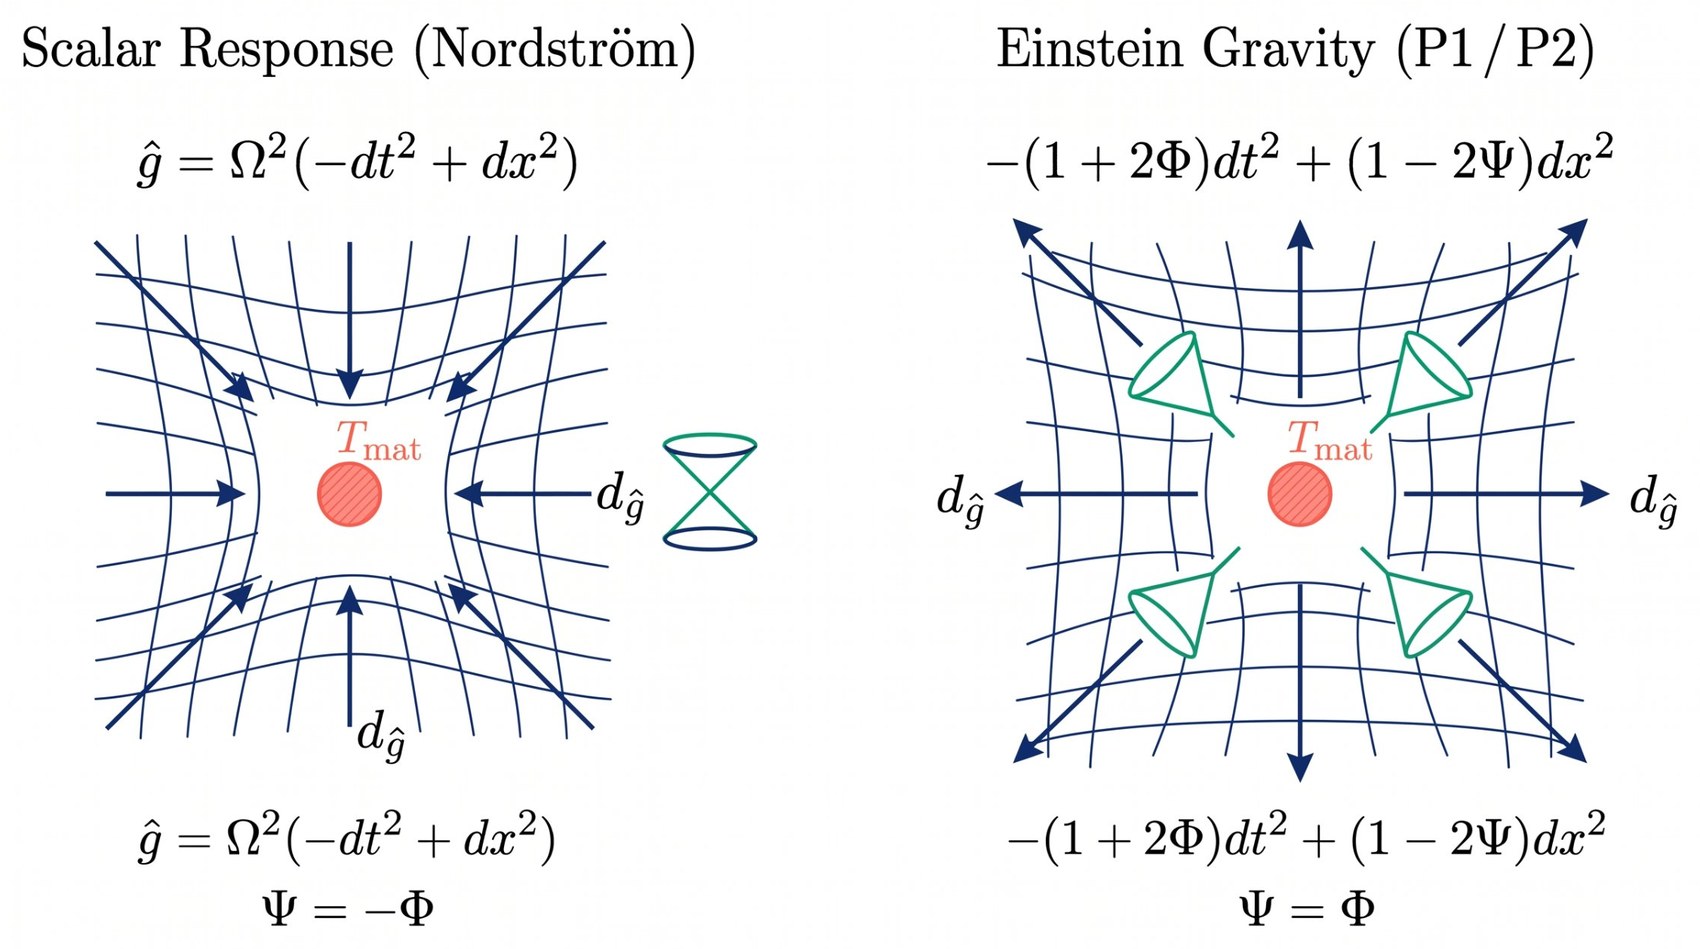 Scalar Response (Nordström)
ĝ = Ω²(−dt² + dx²)
T_mat
d_ĝ
d_ĝ
ĝ = Ω²(−dt² + dx²)
Ψ = −Φ
Einstein Gravity (P1 / P2)
−(1 + 2Φ)dt² + (1 − 2Ψ)dx²
T_mat
d_ĝ
d_ĝ
−(1 + 2Φ)dt² + (1 − 2Ψ)dx²
Ψ = Φ